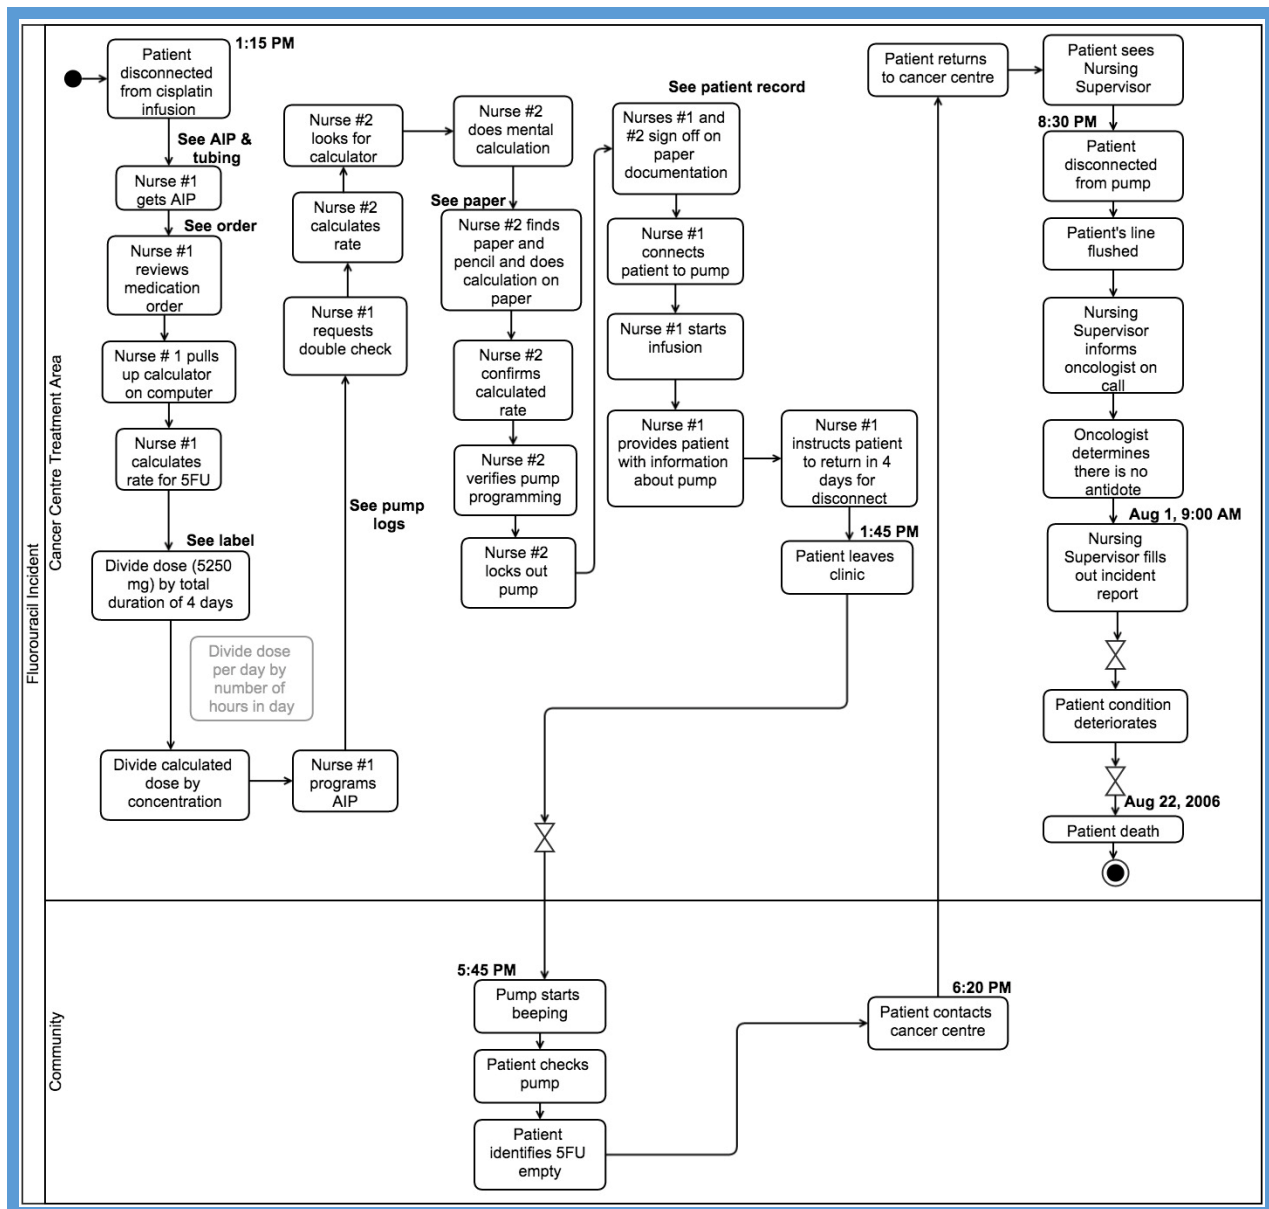 Fluorouracil Incident
Cancer Centre Treatment Area
1:15 PM
Patient
disconnected
from cisplatin
infusion
See AIP &
tubing
Nurse #1
gets AIP
See order
Nurse #1
reviews
medication
order
Nurse # 1 pulls
up calculator
on computer
Nurse #1
calculates
rate for 5FU
See label
Divide dose (5250
mg) by total
duration of 4 days
Divide dose
per day by
number of
hours in day
Divide calculated
dose by
concentration
Nurse #1
programs
AIP
See pump
logs
Nurse #1
requests
double check
Nurse #2
calculates
rate
Nurse #2
looks for
calculator
Nurse #2
does mental
calculation
See paper
Nurse #2 finds
paper and
pencil and does
calculation on
paper
Nurse #2
confirms
calculated
rate
Nurse #2
verifies pump
programming
Nurse #2
locks out
pump
See patient record
Nurses #1 and
#2 sign off on
paper
documentation
Nurse #1
connects
patient to pump
Nurse #1 starts
infusion
Nurse #1
provides patient
with information
about pump
Nurse #1
instructs patient
to return in 4
days for
disconnect
1:45 PM
Patient leaves
clinic
Community
5:45 PM
Pump starts
beeping
Patient checks
pump
Patient
identifies 5FU
empty
6:20 PM
Patient contacts
cancer centre
Patient returns
to cancer centre
Patient sees
Nursing
Supervisor
8:30 PM
Patient
disconnected
from pump
Patient's line
flushed
Nursing
Supervisor
informs
oncologist on
call
Oncologist
determines
there is no
antidote
Aug 1, 9:00 AM
Nursing
Supervisor fills
out incident
report
Patient condition
deteriorates
Aug 22, 2006
Patient death